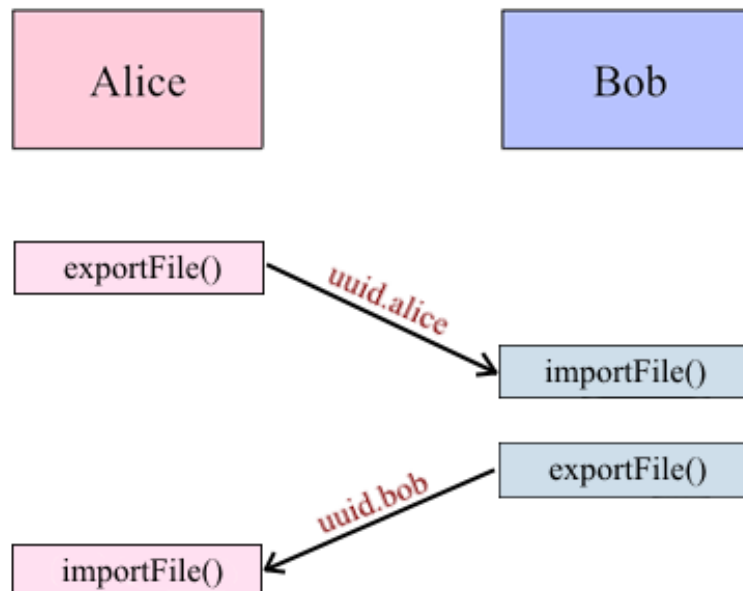 Alice
Bob
exportFile()
uuid.alice
importFile()
exportFile()
uuid.bob
importFile()